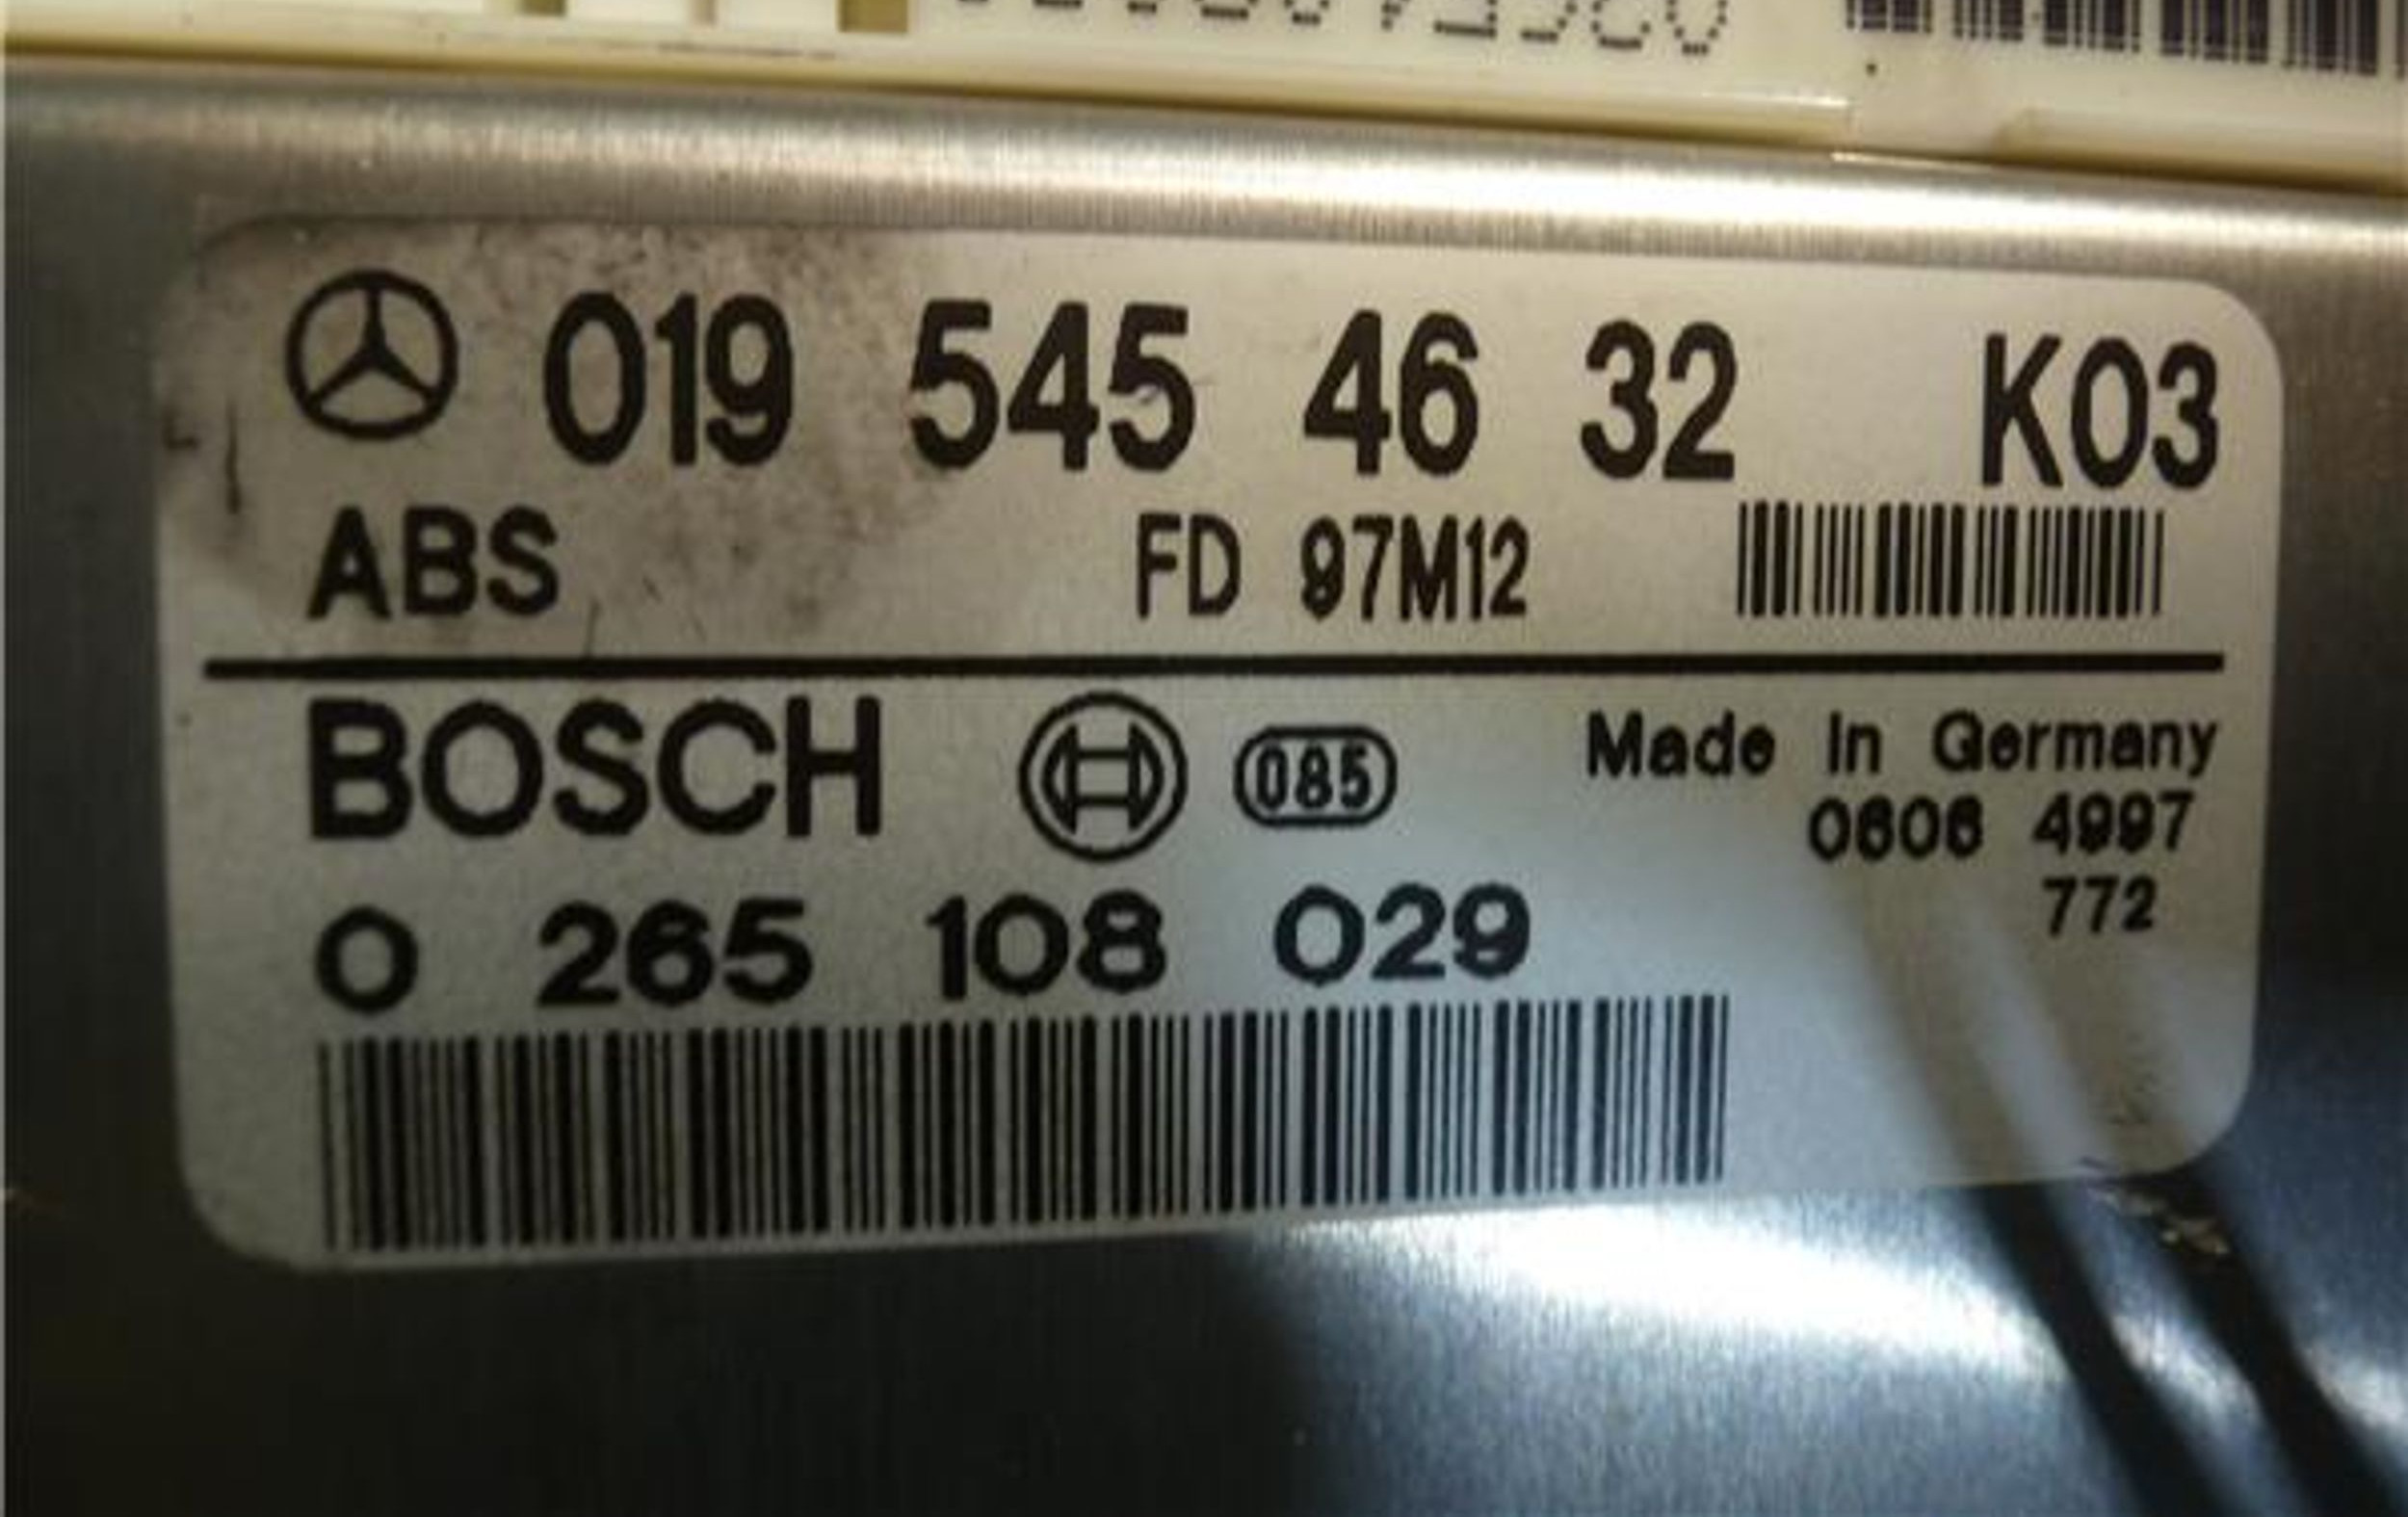 019 545 46 32 K03
ABS FD 97M12
BOSCH 085 Made in Germany
0606 4997
772
0 265 108 029